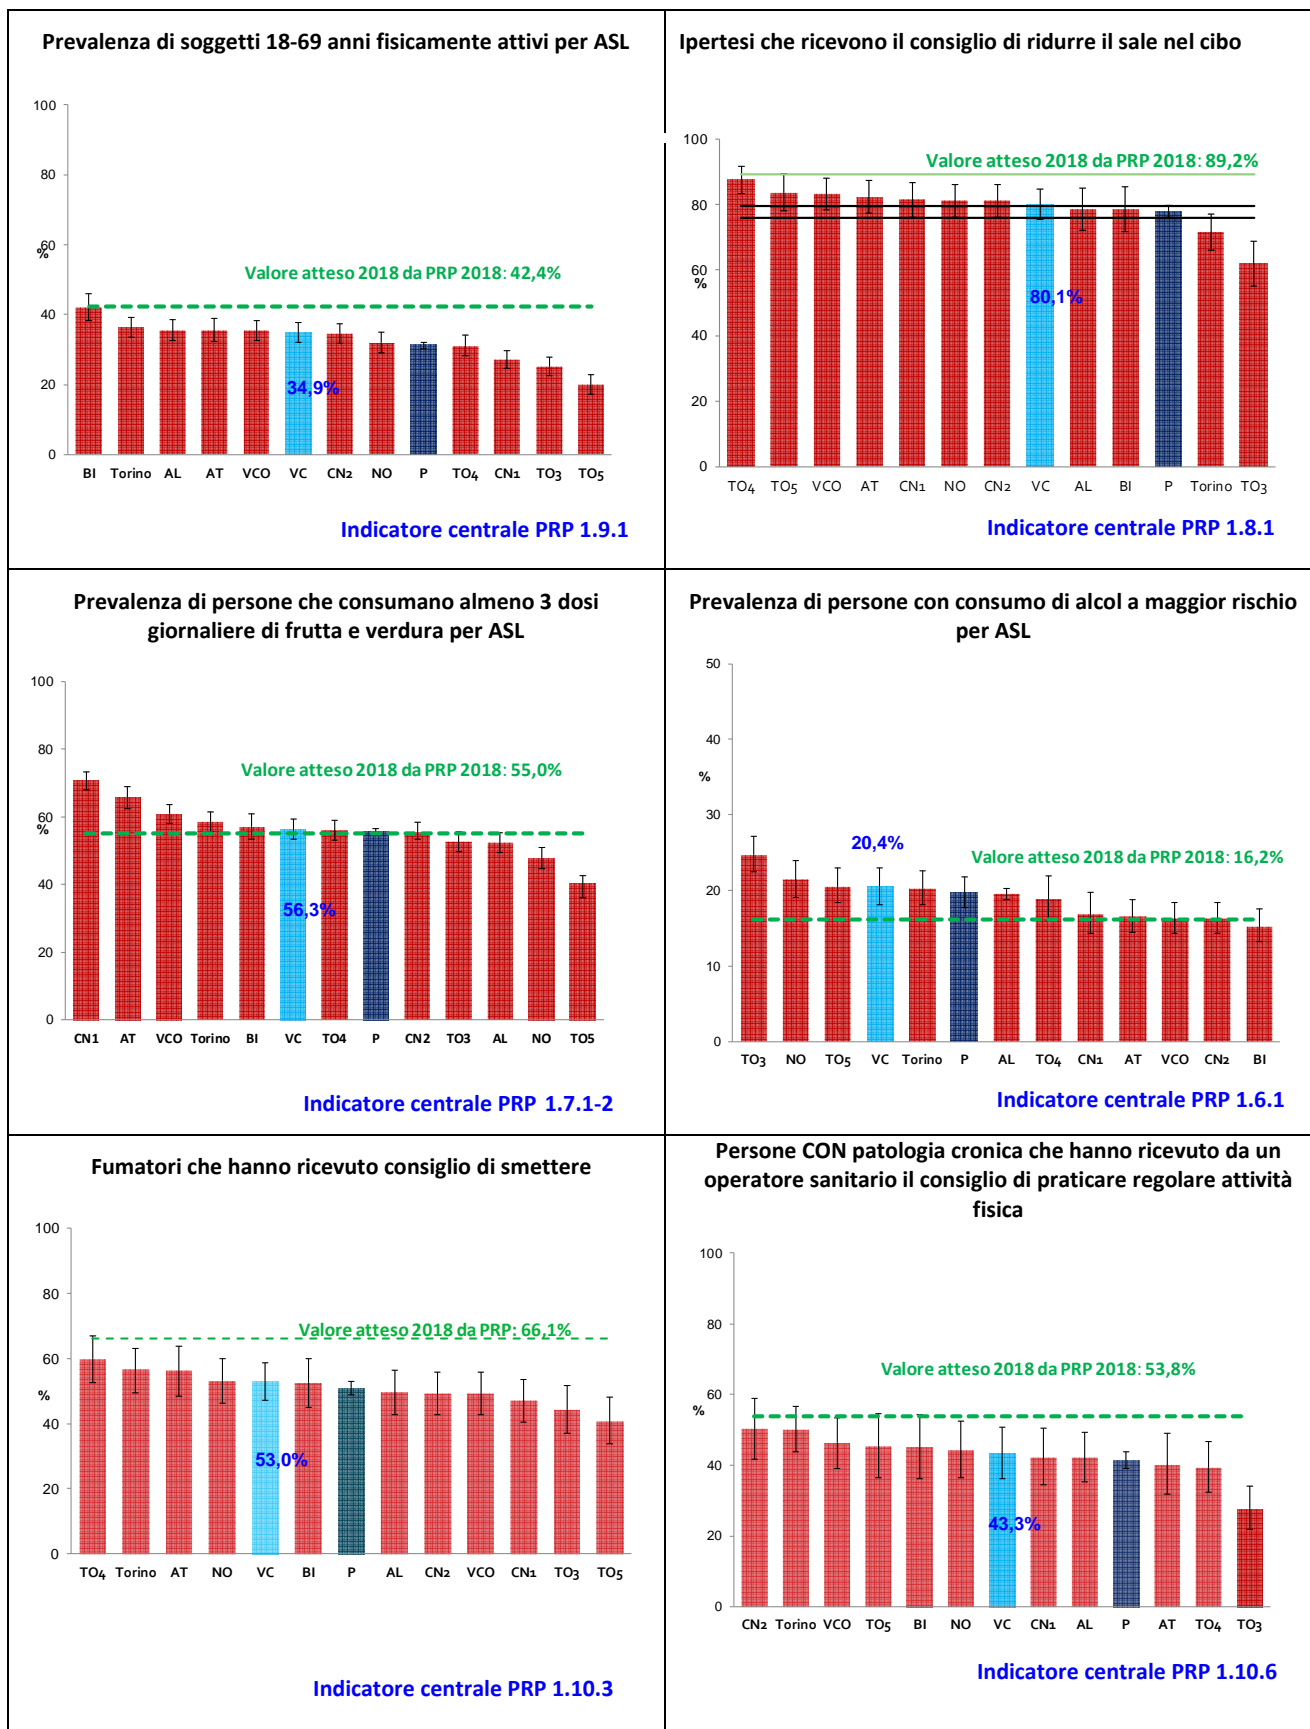 Prevalenza di soggetti 18-69 anni fisicamente attivi per ASL
100
80
60
%
40
20
0
Valore atteso 2018 da PRP 2018: 42,4%
34,9%
BI Torino AL AT VCO VC CN2 NO P TO4 CN1 TO3 TO5
Indicatore centrale PRP 1.9.1
Ipertesi che ricevono il consiglio di ridurre il sale nel cibo
100
80
60
%
40
20
0
Valore atteso 2018 da PRP 2018: 89,2%
80,1%
TO4 TO5 VCO AT CN1 NO CN2 VC AL BI P Torino TO3
Indicatore centrale PRP 1.8.1
Prevalenza di persone che consumano almeno 3 dosi
giornaliere di frutta e verdura per ASL
100
80
60
%
40
20
0
Valore atteso 2018 da PRP 2018: 55,0%
56,3%
CN1 AT VCO Torino BI VC TO4 P CN2 TO3 AL NO TO5
Indicatore centrale PRP 1.7.1-2
Prevalenza di persone con consumo di alcol a maggior rischio
per ASL
50
40
%
30
20
10
0
20,4%
Valore atteso 2018 da PRP 2018: 16,2%
TO3 NO TO5 VC Torino P AL TO4 CN1 AT VCO CN2 BI
Indicatore centrale PRP 1.6.1
Fumatori che hanno ricevuto consiglio di smettere
100
80
60
%
40
20
0
Valore atteso 2018 da PRP: 66,1%
53,0%
TO4 Torino AT NO VC BI P AL CN2 VCO CN1 TO3 TO5
Indicatore centrale PRP 1.10.3
Persone CON patologia cronica che hanno ricevuto da un
operatore sanitario il consiglio di praticare regolare attività
fisica
100
80
60
%
40
20
0
Valore atteso 2018 da PRP 2018: 53,8%
43,3%
CN2 Torino VCO TO5 BI NO VC CN1 AL P AT TO4 TO3
Indicatore centrale PRP 1.10.6